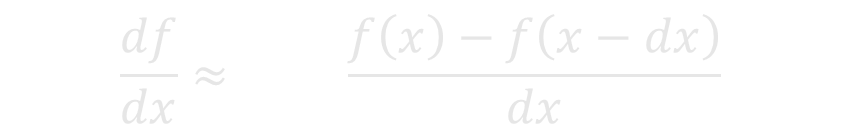 df/dx ≈ (f(x) − f(x − dx))/dx